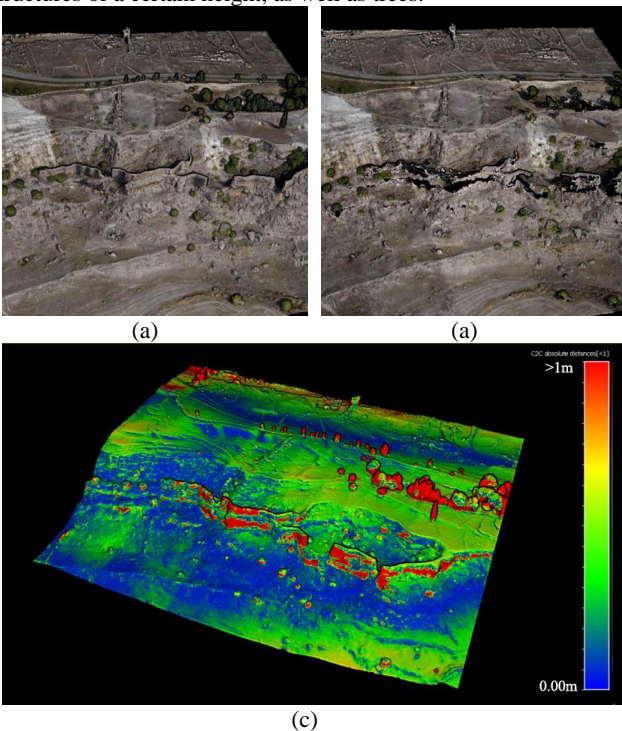 ructures of a certain height, as well as trees.
(a)
(a)
C2C absolute distances[<1]
>1m
0.00m
(c)